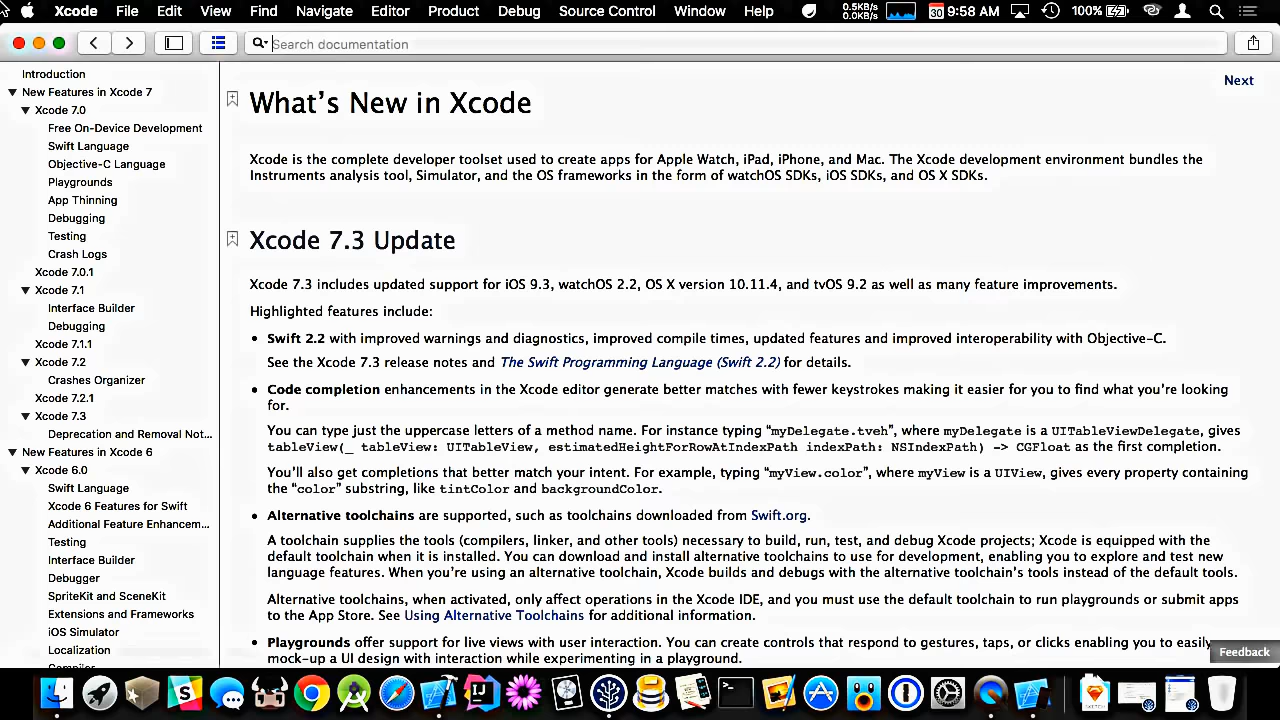 Xcode File Edit View Find Navigate Editor Product Debug Source Control Window Help 0.5KB/s 0.0KB/s 30 9:58 AM 100%
Search documentation
Introduction
New Features in Xcode 7
Xcode 7.0
Free On-Device Development
Swift Language
Objective-C Language
Playgrounds
App Thinning
Debugging
Testing
Crash Logs
Xcode 7.0.1
Xcode 7.1
Interface Builder
Debugging
Xcode 7.1.1
Xcode 7.2
Crashes Organizer
Xcode 7.2.1
Xcode 7.3
Deprecation and Removal Not...
New Features in Xcode 6
Xcode 6.0
Swift Language
Xcode 6 Features for Swift
Additional Feature Enhancem...
Testing
Interface Builder
Debugger
SpriteKit and SceneKit
Extensions and Frameworks
iOS Simulator
Localization
Compiler
Next
What's New in Xcode
Xcode is the complete developer toolset used to create apps for Apple Watch, iPad, iPhone, and Mac. The Xcode development environment bundles the
Instruments analysis tool, Simulator, and the OS frameworks in the form of watchOS SDKs, iOS SDKs, and OS X SDKs.
Xcode 7.3 Update
Xcode 7.3 includes updated support for iOS 9.3, watchOS 2.2, OS X version 10.11.4, and tvOS 9.2 as well as many feature improvements.
Highlighted features include:
• Swift 2.2 with improved warnings and diagnostics, improved compile times, updated features and improved interoperability with Objective-C.
See the Xcode 7.3 release notes and The Swift Programming Language (Swift 2.2) for details.
• Code completion enhancements in the Xcode editor generate better matches with fewer keystrokes making it easier for you to find what you're looking
for.
You can type just the uppercase letters of a method name. For instance typing “myDelegate.tveh”, where myDelegate is a UITableViewDelegate, gives
tableView(_ tableView: UITableView, estimatedHeightForRowAtIndexPath indexPath: NSIndexPath) -> CGFloat as the first completion.
You'll also get completions that better match your intent. For example, typing “myView.color”, where myView is a UIView, gives every property containing
the “color” substring, like tintColor and backgroundColor.
• Alternative toolchains are supported, such as toolchains downloaded from Swift.org.
A toolchain supplies the tools (compilers, linker, and other tools) necessary to build, run, test, and debug Xcode projects; Xcode is equipped with the
default toolchain when it is installed. You can download and install alternative toolchains to use for development, enabling you to explore and test new
language features. When you're using an alternative toolchain, Xcode builds and debugs with the alternative toolchain's tools instead of the default tools.
Alternative toolchains, when activated, only affect operations in the Xcode IDE, and you must use the default toolchain to run playgrounds or submit apps
to the App Store. See Using Alternative Toolchains for additional information.
• Playgrounds offer support for live views with user interaction. You can create controls that respond to gestures, taps, or clicks enabling you to easily
mock-up a UI design with interaction while experimenting in a playground.
Feedback